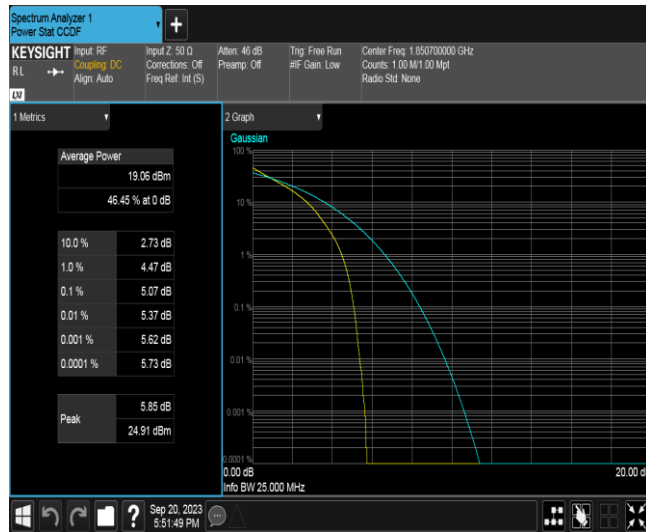 Spectrum Analyzer 1
Power Stat CCDF
+
KEYSIGHT
RL
LXI
Input: RF
Coupling: DC
Align: Auto
Input Z: 50 Ω
Corrections: Off
Freq Ref: Int (S)
Atten: 46 dB
Preamp: Off
Trig: Free Run
#IF Gain: Low
Center Freq: 1.850700000 GHz
Counts: 1.00 M/1.00 Mpt
Radio Std: None
1 Metrics
Average Power
19.06 dBm
46.45 % at 0 dB
10.0 % 2.73 dB
1.0 % 4.47 dB
0.1 % 5.07 dB
0.01 % 5.37 dB
0.001 % 5.62 dB
0.0001 % 5.73 dB
Peak
5.85 dB
24.91 dBm
2 Graph
Gaussian
100 %
10 %
1 %
0.1 %
0.01 %
0.001 %
0.0001 %
0.00 dB
20.00 d
Info BW 25.000 MHz
?
Sep 20, 2023
5:51:49 PM